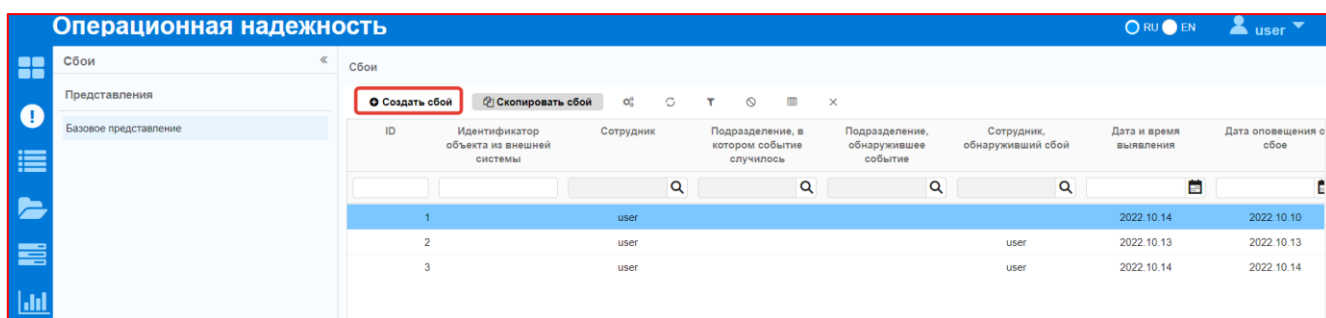 Операционная надежность
RU EN
user
Сбои
Сбои
Представления
Базовое представление
Создать сбой
Скопировать сбой
ID
Идентификатор
объекта из внешней
системы
Сотрудник
Подразделение, в
котором событие
случилось
Подразделение,
обнаружившее
событие
Сотрудник,
обнаруживший сбой
Дата и время
выявления
Дата оповещения о
сбое
1 user 2022.10.14 2022.10.10
2 user user 2022.10.13 2022.10.13
3 user user 2022.10.14 2022.10.14